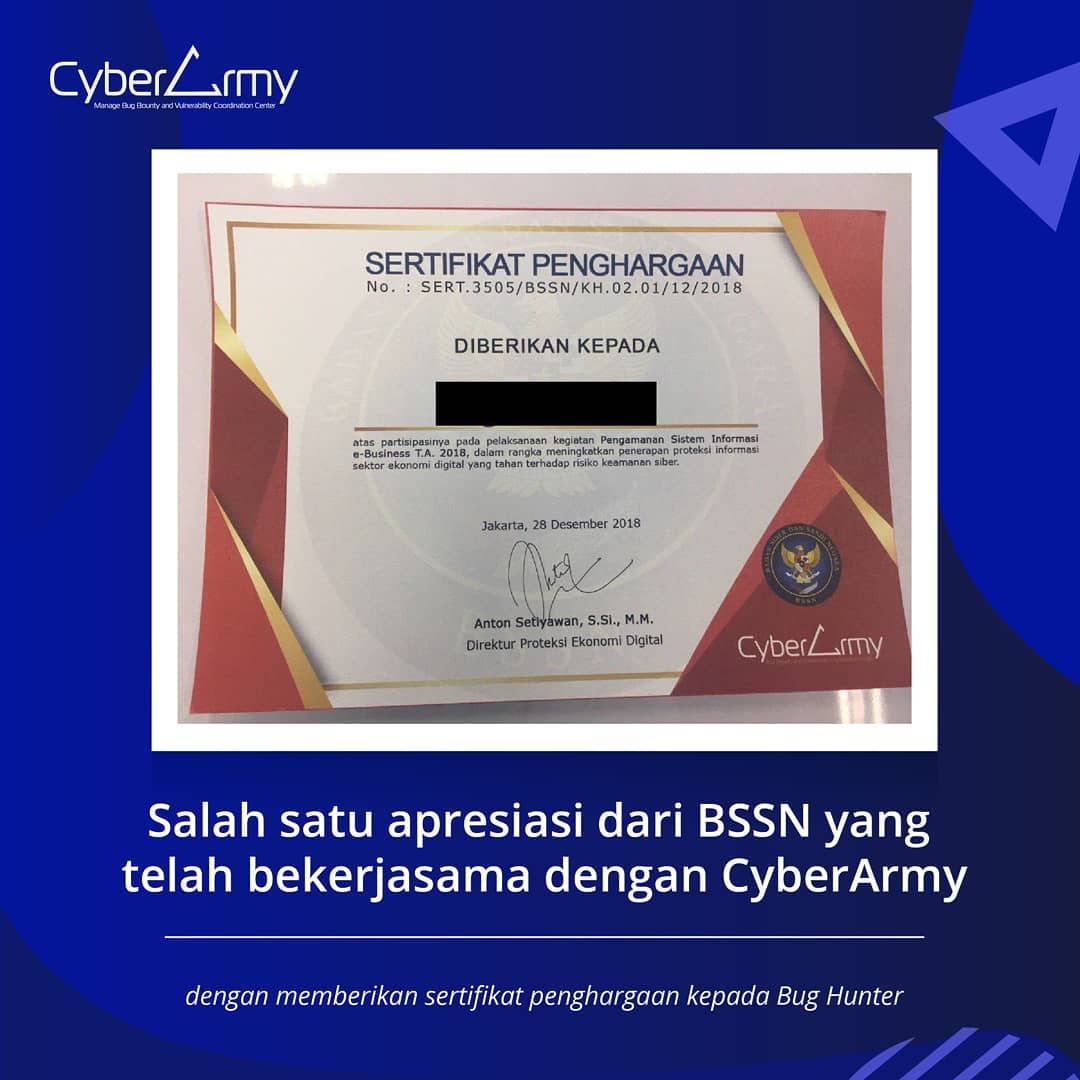 CyberArmy
Manage Bug Bounty and Vulnerability Coordination Center
SERTIFIKAT PENGHARGAAN
No. : SERT.3505/BSSN/KH.02.01/12/2018
DIBERIKAN KEPADA
atas partisipasinya pada pelaksanaan kegiatan Pengamanan Sistem Informasi
e-Business T.A. 2018, dalam rangka meningkatkan penerapan proteksi informasi
sektor ekonomi digital yang tahan terhadap risiko keamanan siber.
Jakarta, 28 Desember 2018
Anton Setiyawan, S.Si., M.M.
Direktur Proteksi Ekonomi Digital
BADAN SIBER DAN SANDI NEGARA
BSSN
CyberArmy
Salah satu apresiasi dari BSSN yang
telah bekerjasama dengan CyberArmy
dengan memberikan sertifikat penghargaan kepada Bug Hunter